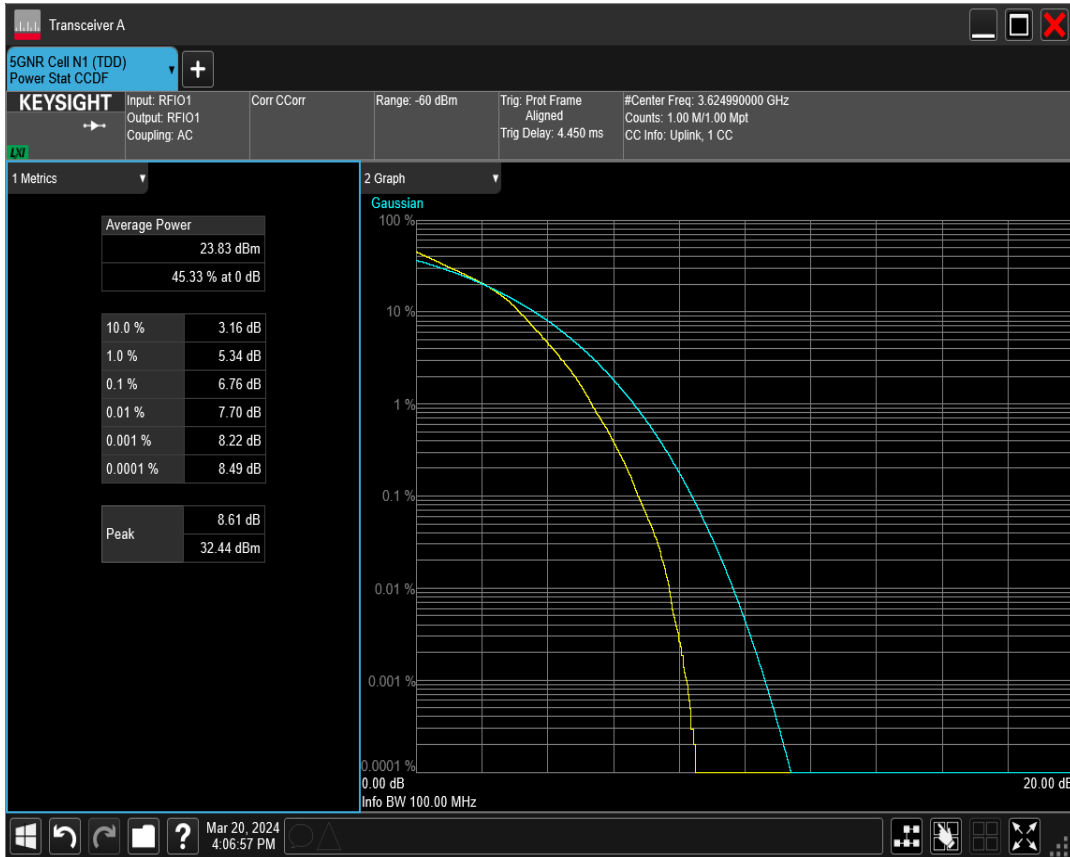 Transceiver A
5GNR Cell N1 (TDD)
Power Stat CCDF
KEYSIGHT
LXI
Input: RFIO1
Output: RFIO1
Coupling: AC
Corr CCorr
Range: -60 dBm
Trig: Prot Frame
Aligned
Trig Delay: 4.450 ms
#Center Freq: 3.624990000 GHz
Counts: 1.00 M/1.00 Mpt
CC Info: Uplink, 1 CC
1 Metrics
Average Power
23.83 dBm
45.33 % at 0 dB
10.0 % 3.16 dB
1.0 % 5.34 dB
0.1 % 6.76 dB
0.01 % 7.70 dB
0.001 % 8.22 dB
0.0001 % 8.49 dB
Peak
8.61 dB
32.44 dBm
2 Graph
Gaussian
100 %
10 %
1 %
0.1 %
0.01 %
0.001 %
0.0001 %
0.00 dB 20.00 dB
Info BW 100.00 MHz
?
Mar 20, 2024
4:06:57 PM